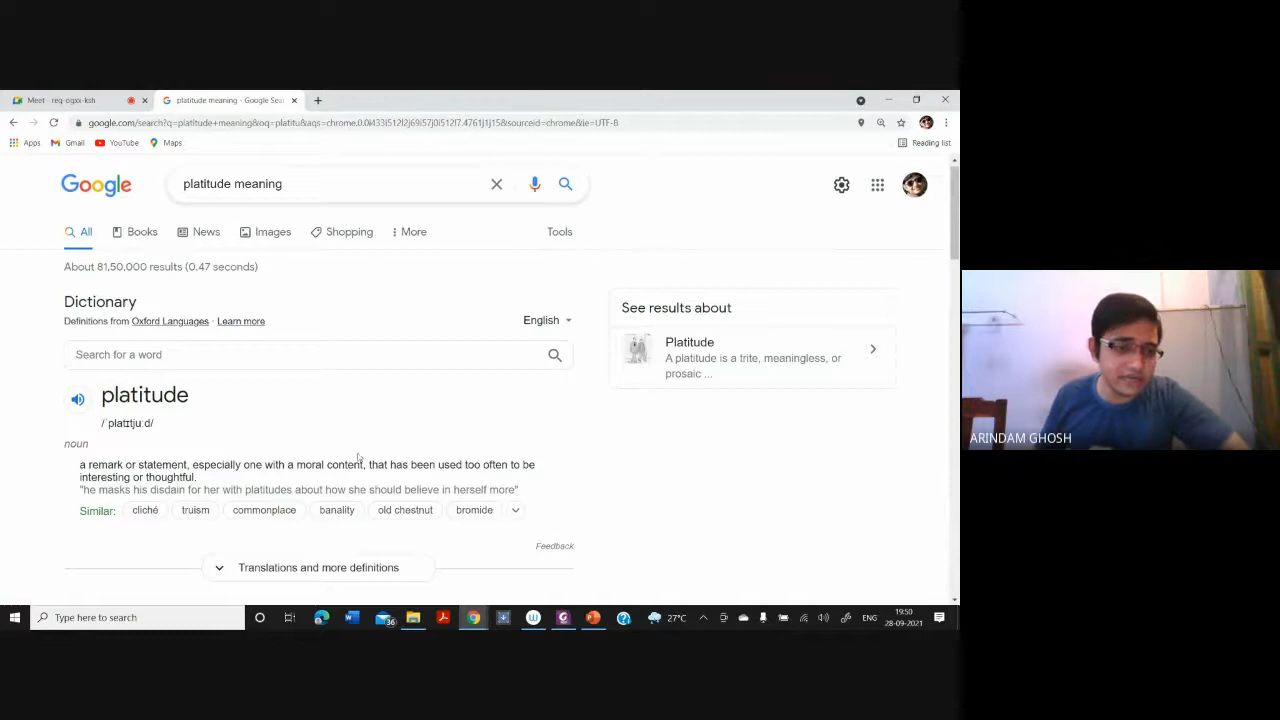 Meet - req-ogxx-ksh
platitude meaning - Google Sea
google.com/search?q=platitude+meaning&oq=platitu&aqs=chrome.0.0i433i512l2j69i57j0i512l7.4761j1j15&sourceid=chrome&ie=UTF-8
Apps Gmail YouTube Maps Reading list
Google platitude meaning
All Books News Images Shopping More Tools
About 81,50,000 results (0.47 seconds)
Dictionary
Definitions from Oxford Languages · Learn more
English
Search for a word
platitude
/ˈplatɪtjuːd/
noun
a remark or statement, especially one with a moral content, that has been used too often to be
interesting or thoughtful.
"he masks his disdain for her with platitudes about how she should believe in herself more"
Similar: cliché truism commonplace banality old chestnut bromide
Feedback
Translations and more definitions
See results about
Platitude
A platitude is a trite, meaningless, or
prosaic ...
ARINDAM GHOSH
Type here to search
36
27°C
ENG
19:50
28-09-2021